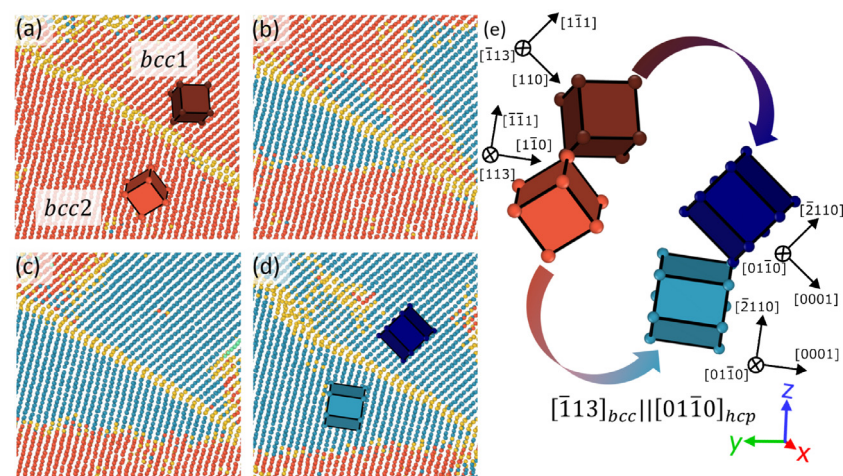 (a)
bcc1
bcc2
(b)
(c)
(d)
(e)
[11̅1]
[1̅13]
[110]
[1̅1̅1]
[11̅0]
[113]
[2̅110]
[011̅0]
[0001]
[2̅110]
[0001]
[011̅0]
[1̅13]bcc||[011̅0]hcp
z
y
x